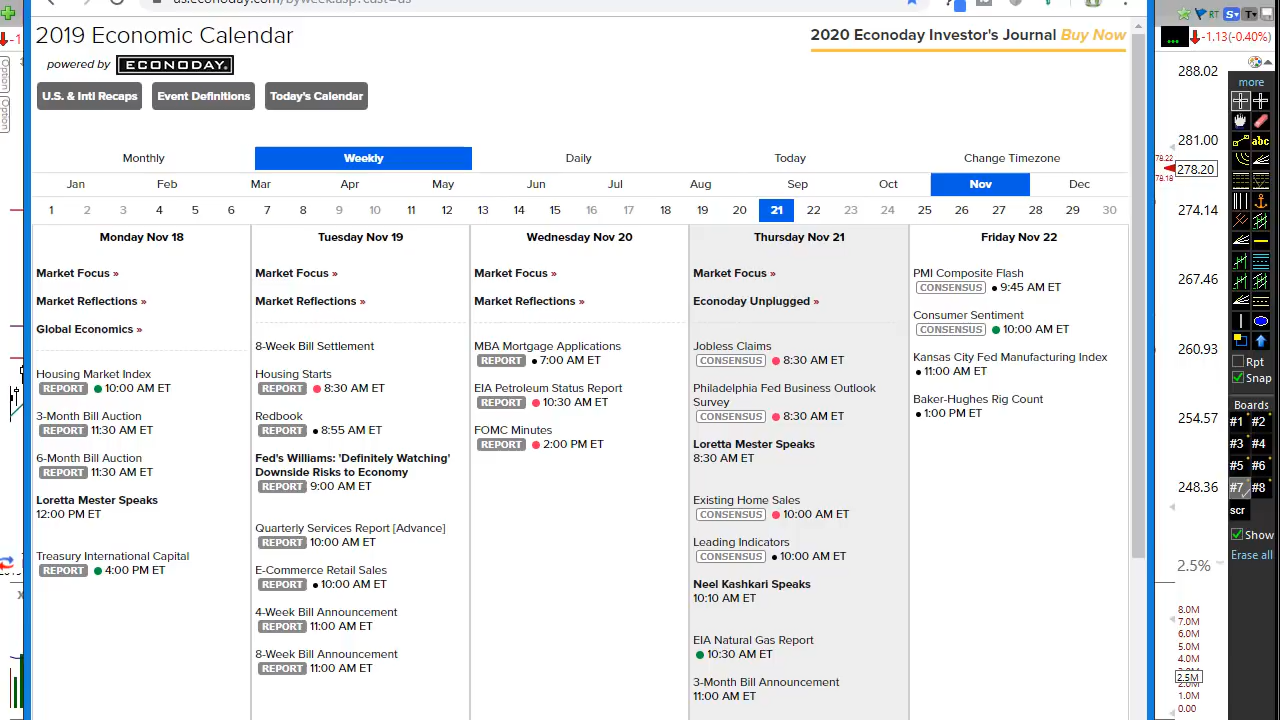 2019 Economic Calendar
2020 Econoday Investor's Journal Buy Now
powered by ECONODAY.
U.S. & Intl Recaps
Event Definitions
Today's Calendar
Monthly Weekly Daily Today Change Timezone
Jan Feb Mar Apr May Jun Jul Aug Sep Oct Nov Dec
1 2 3 4 5 6 7 8 9 10 11 12 13 14 15 16 17 18 19 20 21 22 23 24 25 26 27 28 29 30
Monday Nov 18
Market Focus »
Market Reflections »
Global Economics »
Housing Market Index
REPORT 10:00 AM ET
3-Month Bill Auction
REPORT 11:30 AM ET
6-Month Bill Auction
REPORT 11:30 AM ET
Loretta Mester Speaks
12:00 PM ET
Treasury International Capital
REPORT 4:00 PM ET
Tuesday Nov 19
Market Focus »
Market Reflections »
8-Week Bill Settlement
Housing Starts
REPORT 8:30 AM ET
Redbook
REPORT 8:55 AM ET
Fed's Williams: 'Definitely Watching'
Downside Risks to Economy
REPORT 9:00 AM ET
Quarterly Services Report [Advance]
REPORT 10:00 AM ET
E-Commerce Retail Sales
REPORT 10:00 AM ET
4-Week Bill Announcement
REPORT 11:00 AM ET
8-Week Bill Announcement
REPORT 11:00 AM ET
Wednesday Nov 20
Market Focus »
Market Reflections »
MBA Mortgage Applications
REPORT 7:00 AM ET
EIA Petroleum Status Report
REPORT 10:30 AM ET
FOMC Minutes
REPORT 2:00 PM ET
Thursday Nov 21
Market Focus »
Econoday Unplugged »
Jobless Claims
CONSENSUS 8:30 AM ET
Philadelphia Fed Business Outlook
Survey
CONSENSUS 8:30 AM ET
Loretta Mester Speaks
8:30 AM ET
Existing Home Sales
CONSENSUS 10:00 AM ET
Leading Indicators
CONSENSUS 10:00 AM ET
Neel Kashkari Speaks
10:10 AM ET
EIA Natural Gas Report
10:30 AM ET
3-Month Bill Announcement
11:00 AM ET
Friday Nov 22
PMI Composite Flash
CONSENSUS 9:45 AM ET
Consumer Sentiment
CONSENSUS 10:00 AM ET
Kansas City Fed Manufacturing Index
11:00 AM ET
Baker-Hughes Rig Count
1:00 PM ET
Option
Option
RT S T
... -1.13(-0.40%)
288.02
281.00
78.22
278.20
78.18
274.14
267.46
260.93
254.57
248.36
2.5%
8.0M
7.0M
6.0M
5.0M
4.0M
2.5M
1.0M
0.00
more
abc
Rpt
Snap
Boards
#1 #2
#3 #4
#5 #6
#7 #8
scr
Show
Erase all